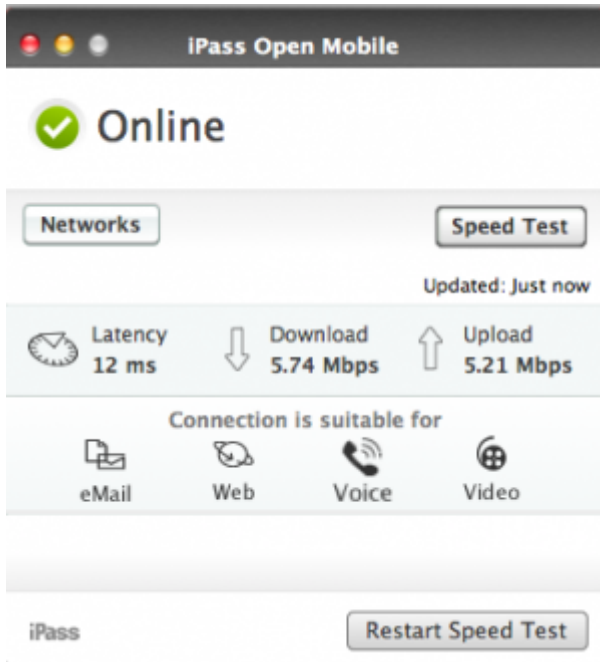 iPass Open Mobile
Online
Networks
Speed Test
Updated: Just now
Latency
12 ms
Download
5.74 Mbps
Upload
5.21 Mbps
Connection is suitable for
eMail
Web
Voice
Video
iPass
Restart Speed Test